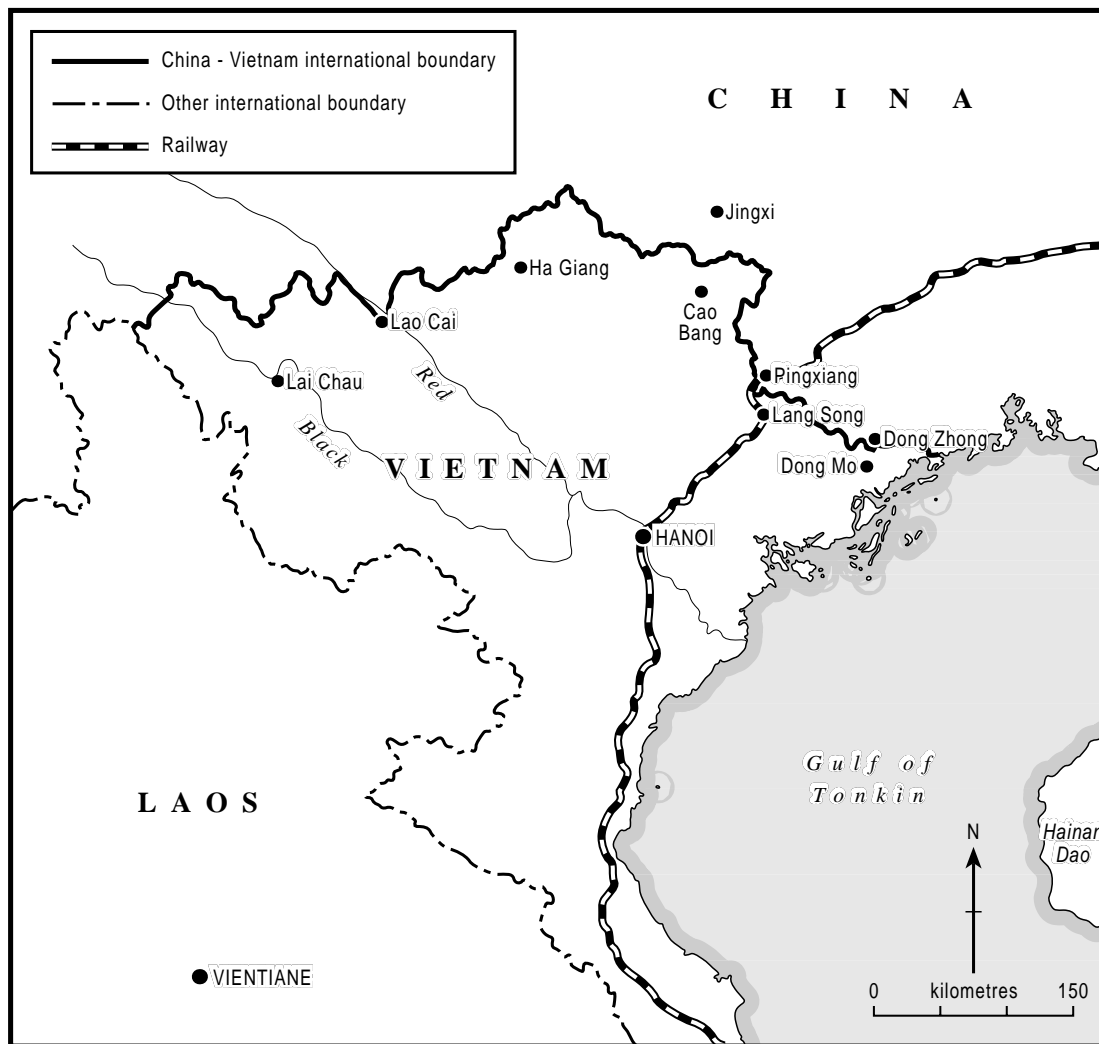 China - Vietnam international boundary
Other international boundary
Railway
C H I N A
Jingxi
Ha Giang
Cao
Bang
Lao Cai
Red
Lai Chau
Black
Pingxiang
Lang Song
Dong Zhong
Dong Mo
V I E T N A M
HANOI
Gulf of
Tonkin
L A O S
N
Hainan
Dao
VIENTIANE
0 kilometres 150